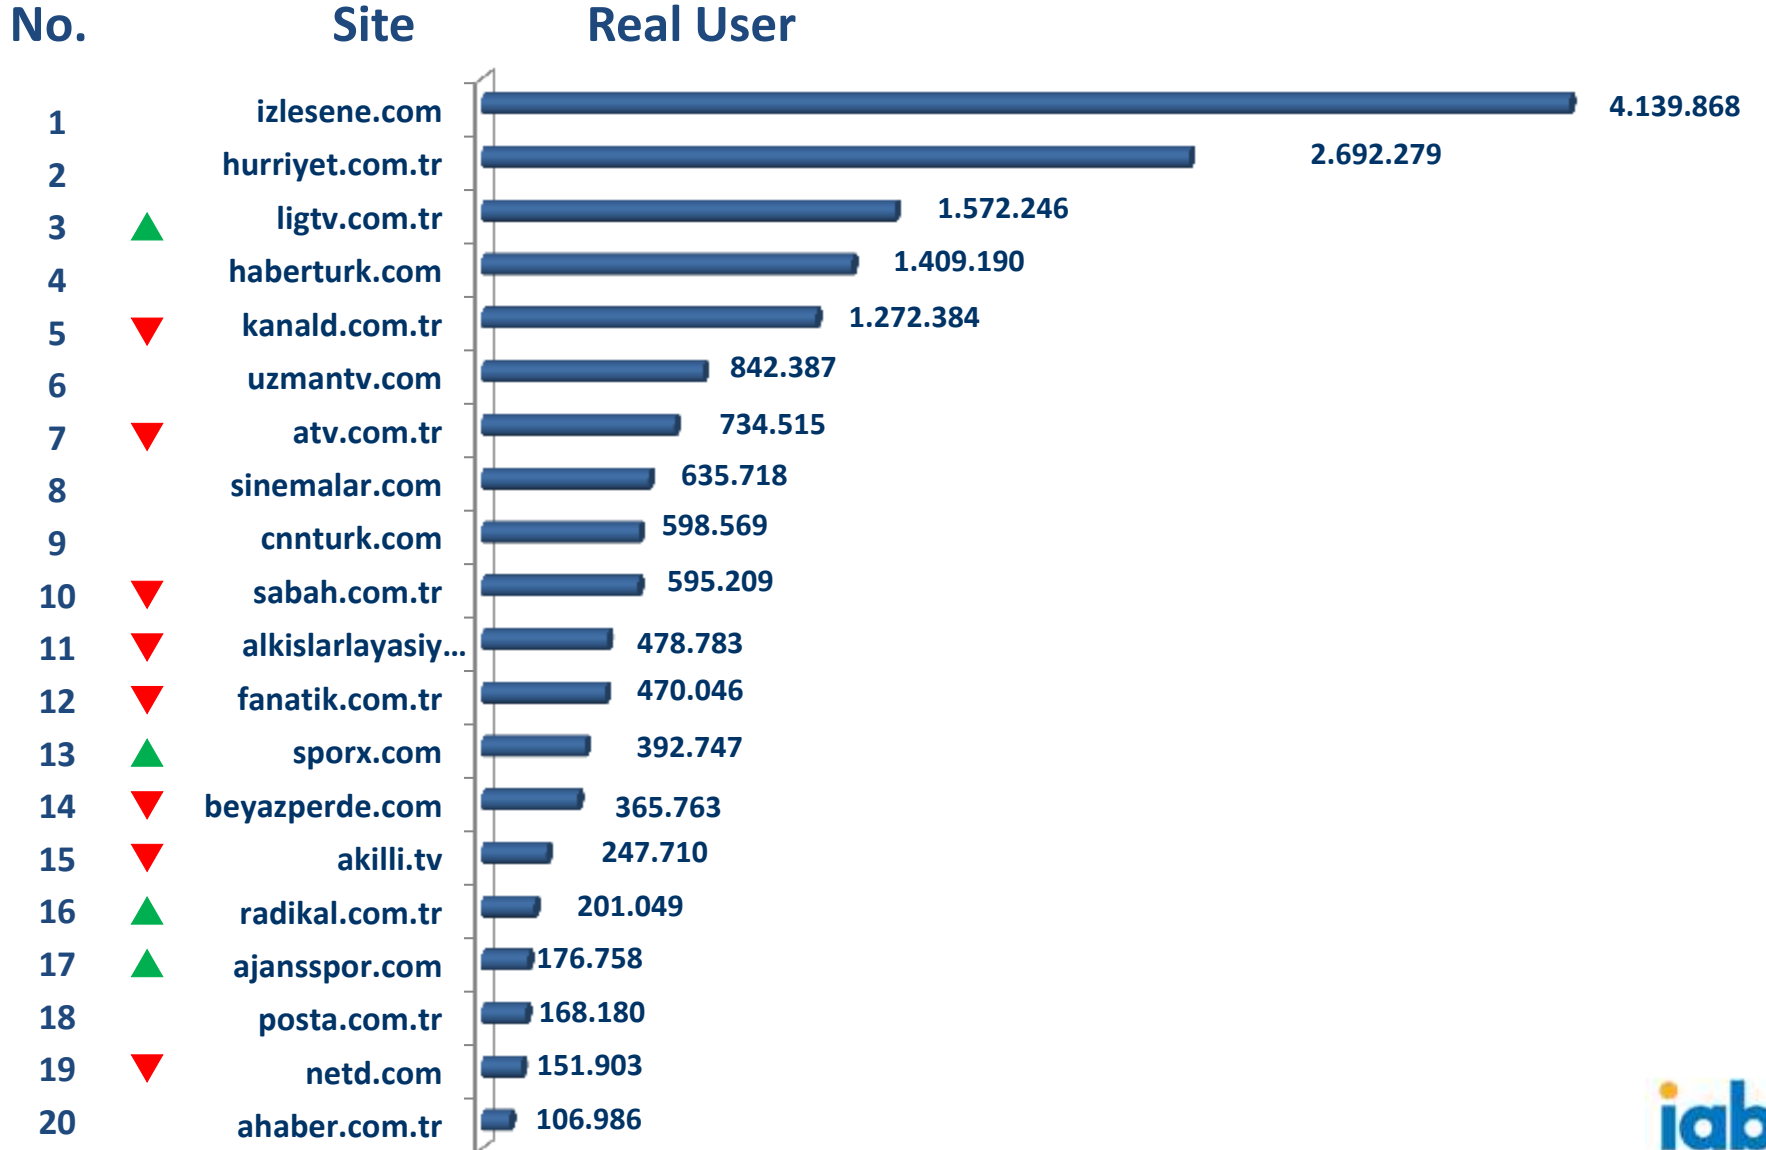 No. Site Real User
1 izlesene.com 4.139.868
2 hurriyet.com.tr 2.692.279
3 ligtv.com.tr 1.572.246
4 haberturk.com 1.409.190
5 kanald.com.tr 1.272.384
6 uzmantv.com 842.387
7 atv.com.tr 734.515
8 sinemalar.com 635.718
9 cnnturk.com 598.569
10 sabah.com.tr 595.209
11 alkislarlayasiy... 478.783
12 fanatik.com.tr 470.046
13 sporx.com 392.747
14 beyazperde.com 365.763
15 akilli.tv 247.710
16 radikal.com.tr 201.049
17 ajansspor.com 176.758
18 posta.com.tr 168.180
19 netd.com 151.903
20 ahaber.com.tr 106.986
iab